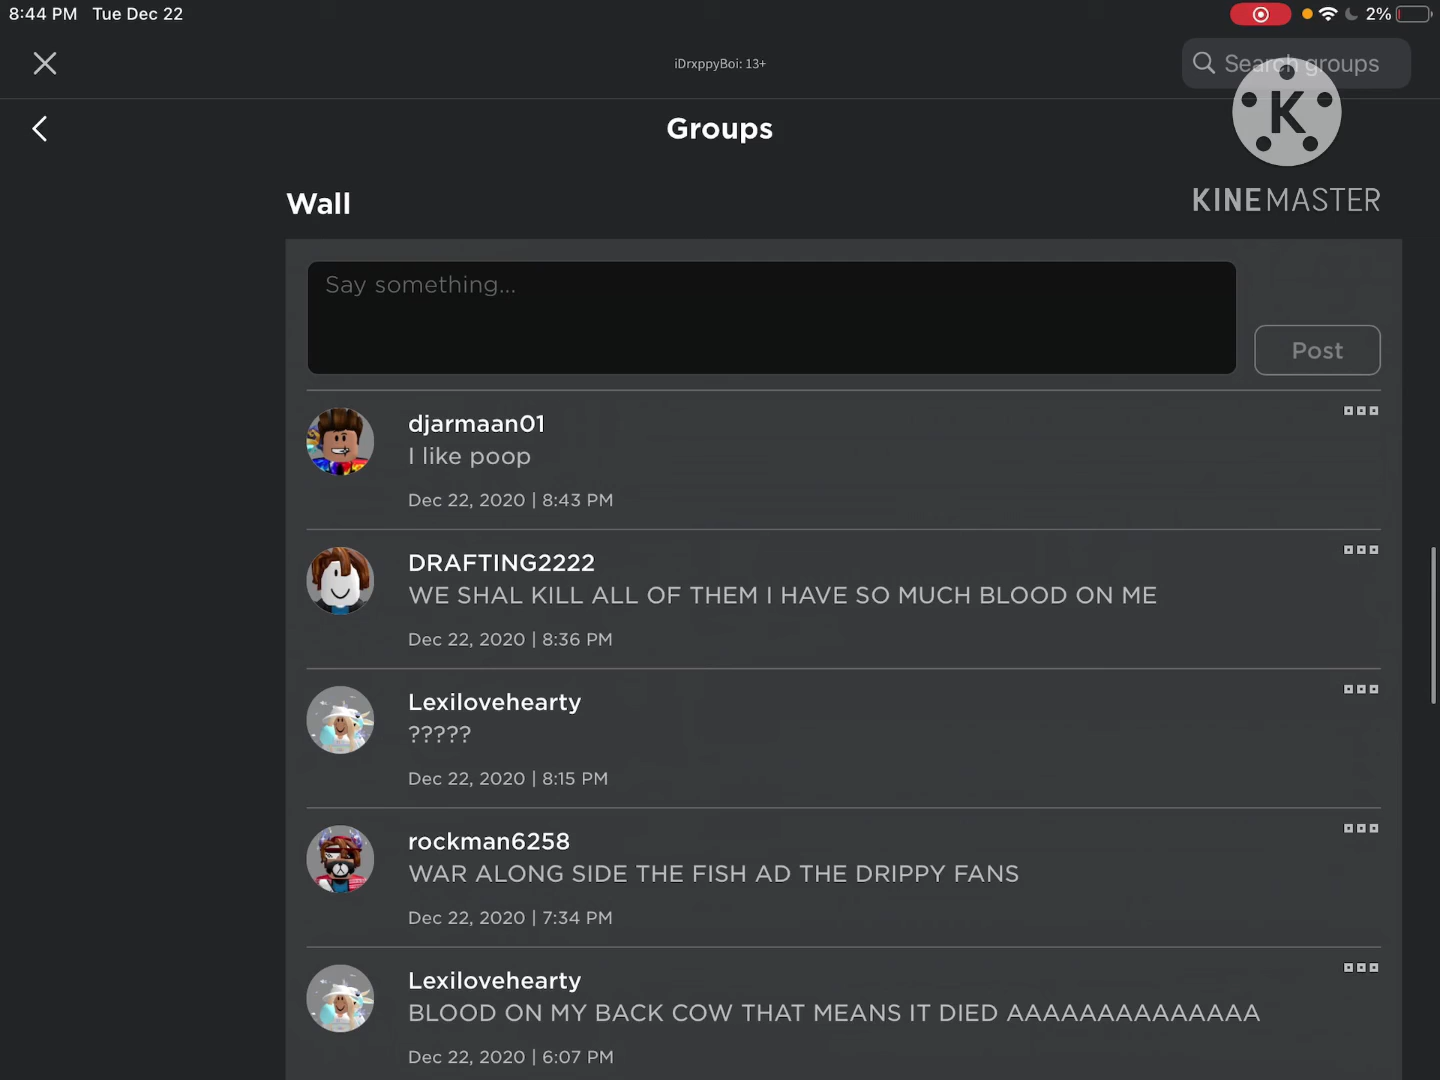 8:44 PM Tue Dec 22
2%
iDrxppyBoi: 13+
Search groups
Groups
K
KINEMASTER
Wall
Say something...
Post
djarmaan01
I like poop
Dec 22, 2020 | 8:43 PM
DRAFTING2222
WE SHAL KILL ALL OF THEM I HAVE SO MUCH BLOOD ON ME
Dec 22, 2020 | 8:36 PM
Lexilovehearty
?????
Dec 22, 2020 | 8:15 PM
rockman6258
WAR ALONG SIDE THE FISH AD THE DRIPPY FANS
Dec 22, 2020 | 7:34 PM
Lexilovehearty
BLOOD ON MY BACK COW THAT MEANS IT DIED AAAAAAAAAAAAAA
Dec 22, 2020 | 6:07 PM